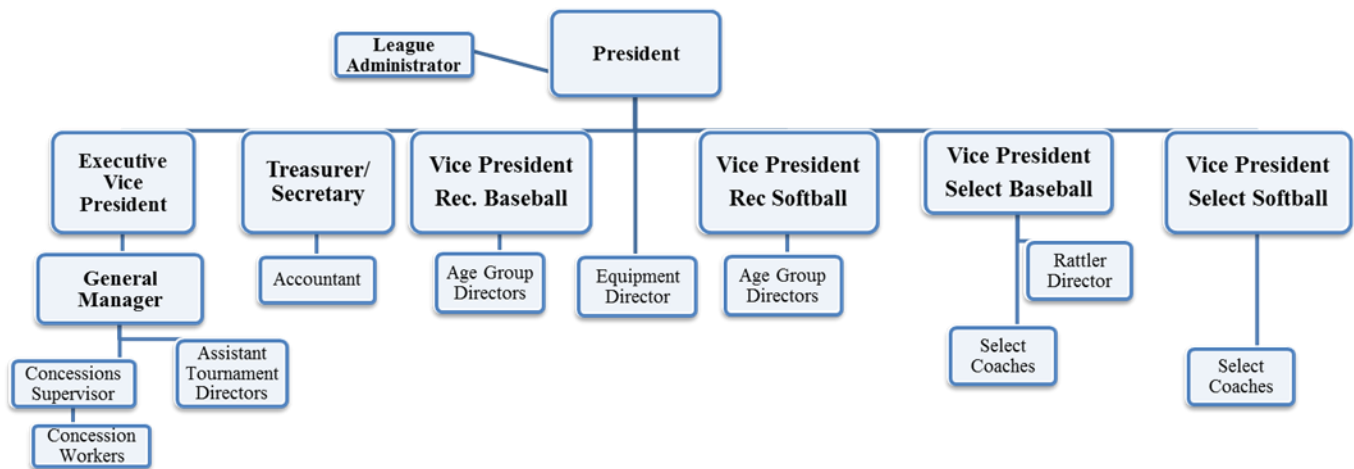 League
Administrator
President
Executive
Vice
President
Treasurer/
Secretary
Vice President
Rec. Baseball
Vice President
Rec Softball
Vice President
Select Baseball
Vice President
Select Softball
General
Manager
Accountant
Age Group
Directors
Equipment
Director
Age Group
Directors
Rattler
Director
Concessions
Supervisor
Assistant
Tournament
Directors
Select
Coaches
Select
Coaches
Concession
Workers